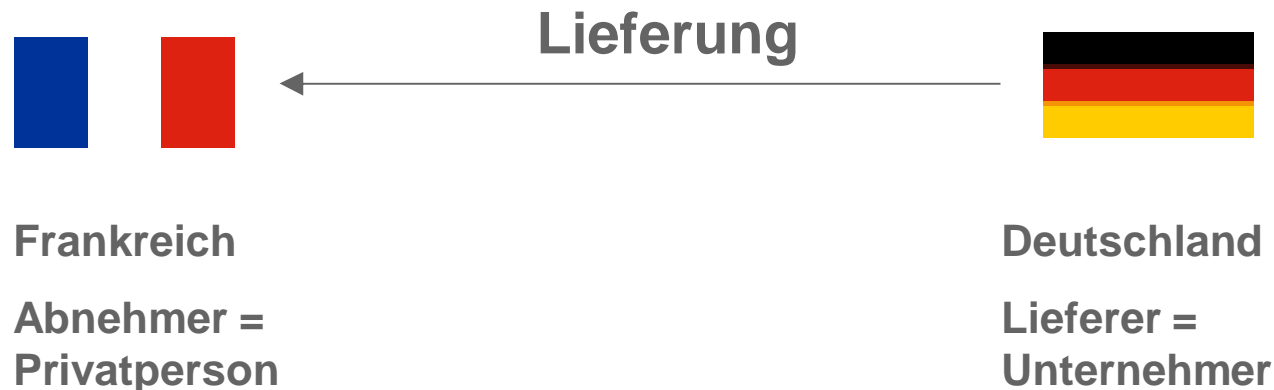 Lieferung
Frankreich
Abnehmer =
Privatperson
Deutschland
Lieferer =
Unternehmer